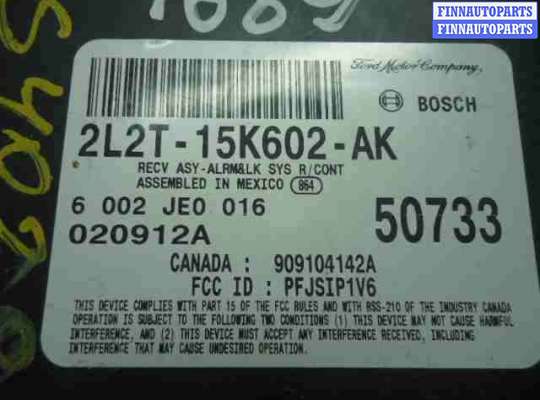 FINNAUTOPARTS
FINNAUTOPARTS
FINNAUTOPARTS
Ford Motor Company,
BOSCH
2L2T-15K602-AK
RECV ASY-ALRM&LK SYS R/CONT
ASSEMBLED IN MEXICO 864
6 002 JE0 016
50733
020912A
CANADA : 909104142A
FCC ID : PFJSIP1V6
THIS DEVICE COMPLIES WITH PART 15 OF THE FCC RULES AND WITH RSS-210 OF THE INDUSTRY CANADA
OPERATION IS SUBJECT TO THE FOLLOWING TWO CONDITIONS (1) THIS DEVICE MAY NOT CAUSE HARMFUL
INTERFERENCE, AND (2) THIS DEVICE MUST ACCEPT ANY INTERFERENCE RECEIVED, INCLUDING
INTERFERENCE THAT MAY CAUSE UNDESIRED OPERATION.